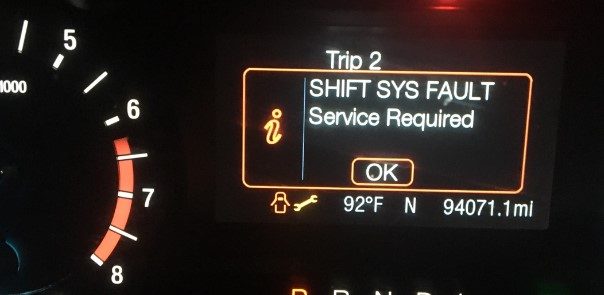 5
1000
6
7
8
Trip 2
SHIFT SYS FAULT
Service Required
OK
92°F N 94071.1mi
P R N D